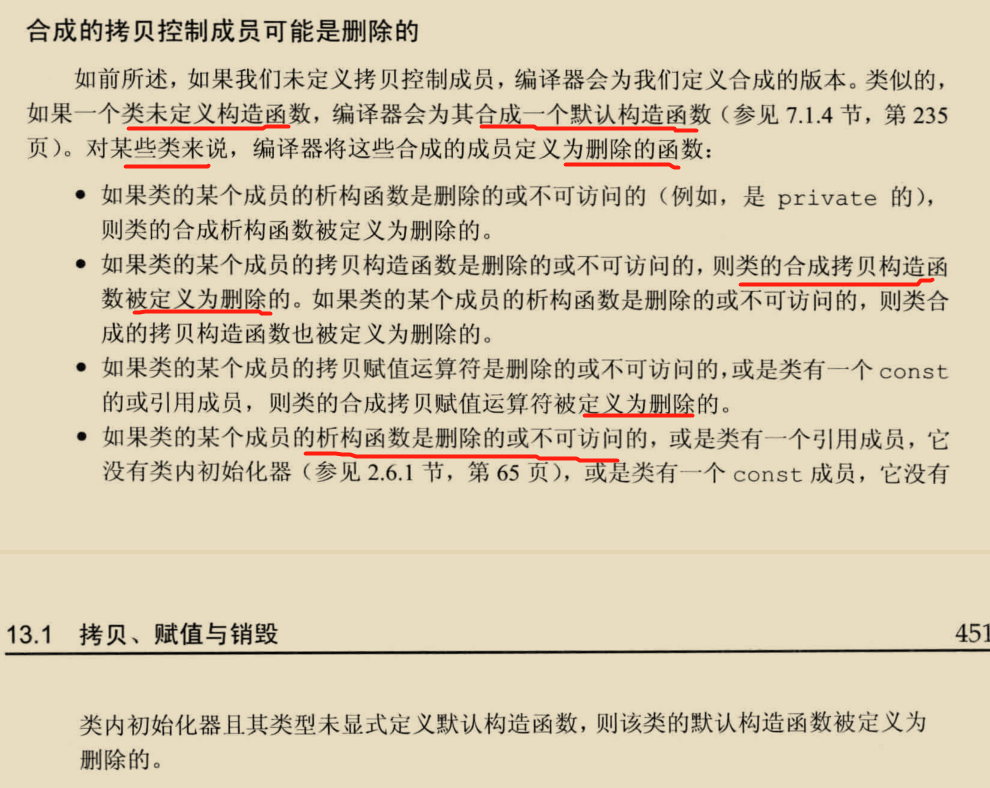 合成的拷贝控制成员可能是删除的
如前所述，如果我们未定义拷贝控制成员，编译器会为我们定义合成的版本。类似的，
如果一个类未定义构造函数，编译器会为其合成一个默认构造函数（参见 7.1.4 节，第 235
页）。对某些类来说，编译器将这些合成的成员定义为删除的函数：
• 如果类的某个成员的析构函数是删除的或不可访问的（例如，是 private 的），
则类的合成析构函数被定义为删除的。
• 如果类的某个成员的拷贝构造函数是删除的或不可访问的，则类的合成拷贝构造函
数被定义为删除的。如果类的某个成员的析构函数是删除的或不可访问的，则类合
成的拷贝构造函数也被定义为删除的。
• 如果类的某个成员的拷贝赋值运算符是删除的或不可访问的，或是类有一个 const
的或引用成员，则类的合成拷贝赋值运算符被定义为删除的。
• 如果类的某个成员的析构函数是删除的或不可访问的，或是类有一个引用成员，它
没有类内初始化器（参见 2.6.1 节，第 65 页），或是类有一个 const 成员，它没有
13.1 拷贝、赋值与销毁 451
类内初始化器且其类型未显式定义默认构造函数，则该类的默认构造函数被定义为
删除的。